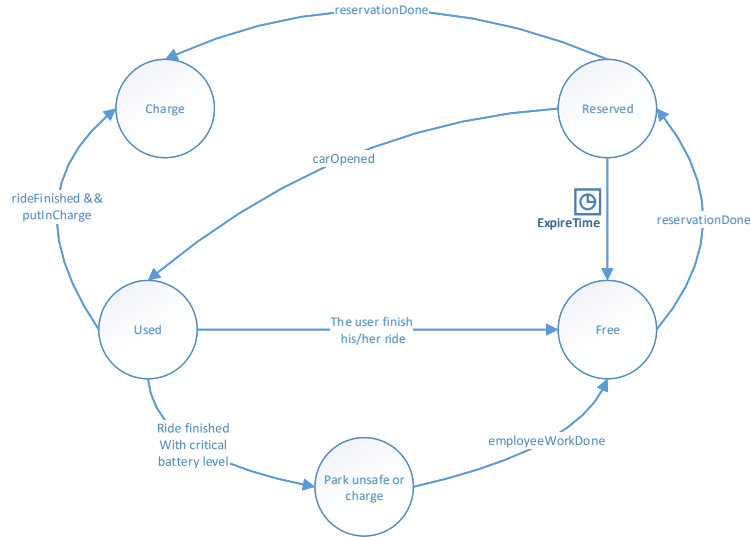 reservationDone
Charge
Reserved
carOpened
rideFinished &&
putInCharge
ExpireTime
reservationDone
Used
The user finish
his/her ride
Free
Ride finished
With critical
battery level
employeeWorkDone
Park unsafe or
charge